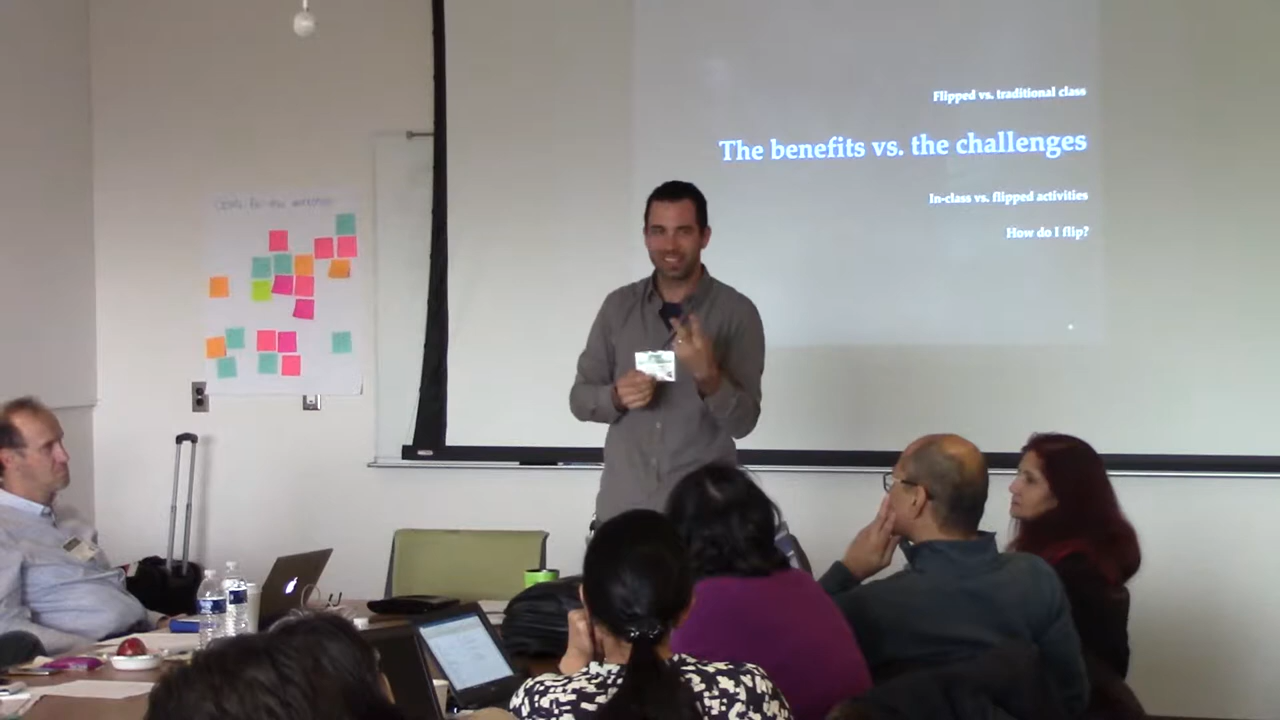 Flipped vs. traditional class
The benefits vs. the challenges
In-class vs. flipped activities
How do I flip?